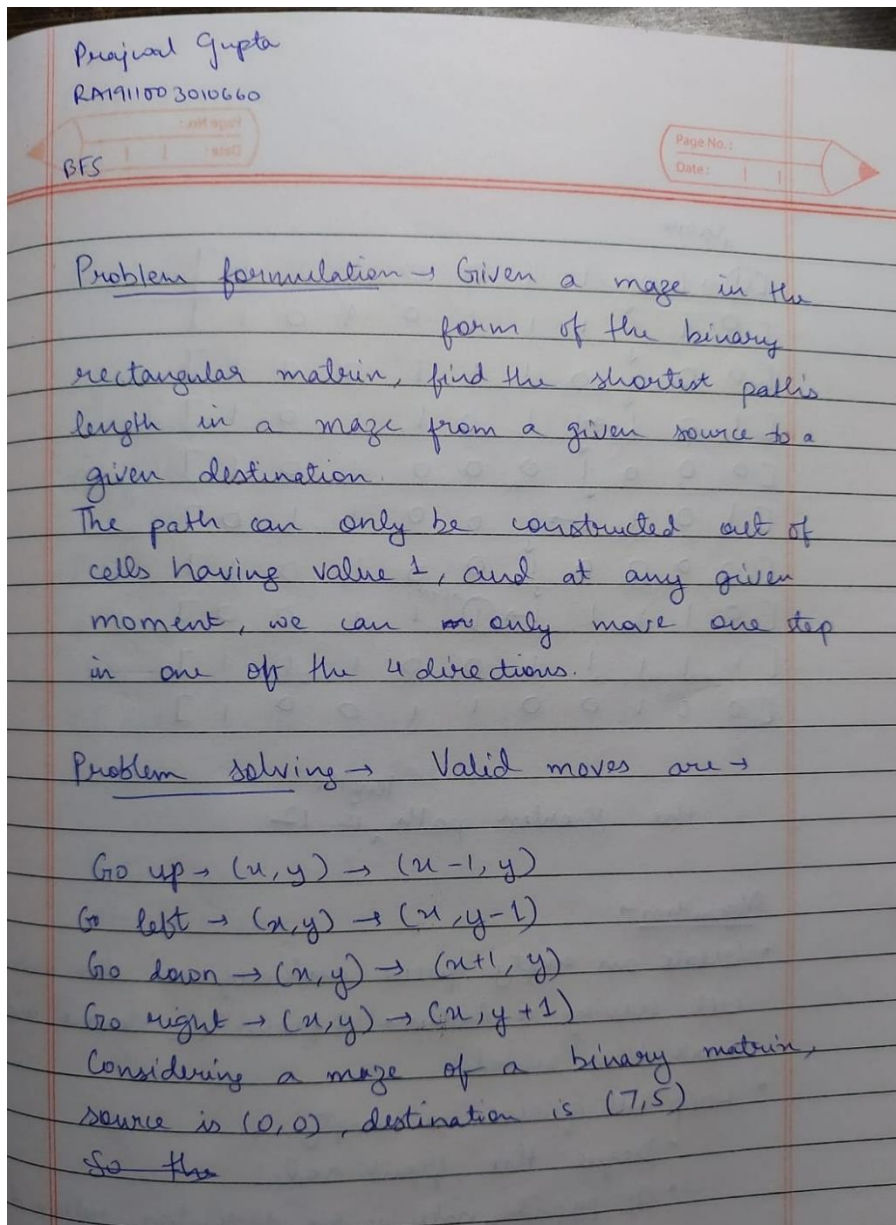 Prajwal Gupta
RA1911003010660
Page No.:
Date:
BFS
Problem formulation → Given a maze in the
form of the binary
rectangular matrix, find the shortest path's
length in a maze from a given source to a
given destination.
The path can only be constructed out of
cells having value 1, and at any given
moment, we can only move one step
in one of the 4 directions.
Problem solving → Valid moves are →
Go up → (x, y) → (x-1, y)
Go left → (x, y) → (x, y-1)
Go down → (x, y) → (x+1, y)
Go right → (x, y) → (x, y+1)
Considering a maze of a binary matrix,
source is (0,0), destination is (7,5)
So the